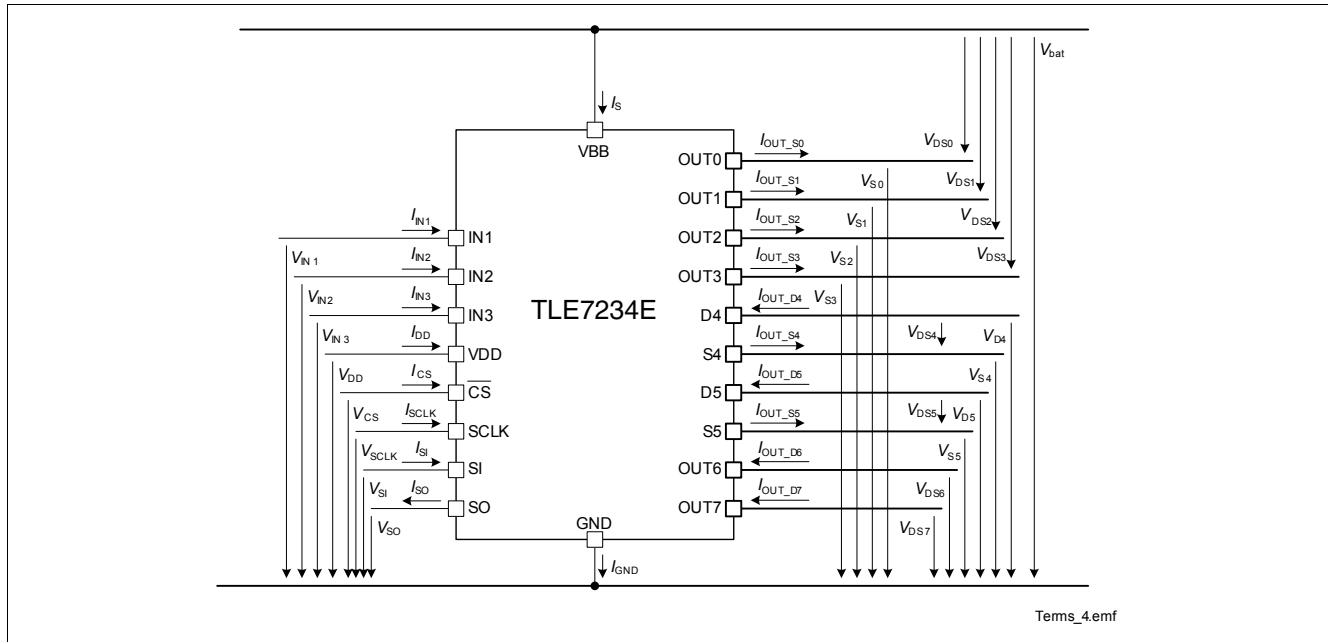 Vbat
IS
VBB
OUT0
IOUT_S0
VDS0
OUT1
IOUT_S1
VS0
VDS1
IIN1
IN1
OUT2
IOUT_S2
VS1
VDS2
VIN 1
IIN2
IN2
OUT3
IOUT_S3
VS2
VDS3
VIN2
IIN3
IN3
TLE7234E
D4
IOUT_D4
VS3
VIN 3
IDD
VDD
S4
IOUT_S4
VDS4
VD4
VDD
ICS
CS
D5
IOUT_D5
VS4
VCS
ISCLK
SCLK
S5
IOUT_S5
VDS5
VD5
VSCLK
ISI
SI
OUT6
IOUT_D6
VS5
VSI
ISO
SO
OUT7
IOUT_D7
VDS6
VSO
GND
VDS7
IGND
Terms_4.emf